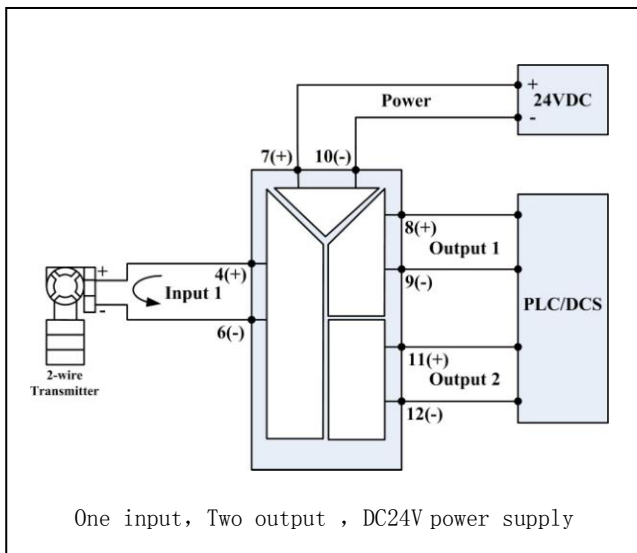 +
24VDC
-
Power
7(+) 10(-)
8(+)
Output 1
9(-)
4(+)
+
Input 1
-
6(-)
PLC/DCS
2-wire
Transmitter
11(+)
Output 2
12(-)
One input, Two output , DC24V power supply